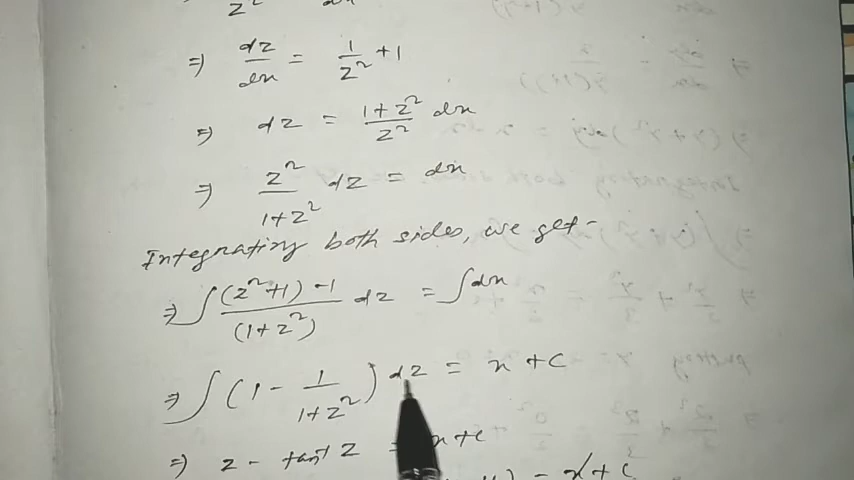 z²
⇒ dz/dx = 1/z² + 1
⇒ dz = (1+z²)/z² dx
⇒ z²/(1+z²) dz = dx
Integrating both sides, we get-
⇒ ∫ ((z²+1)-1)/(1+z²) dz = ∫dx
⇒ ∫(1 - 1/(1+z²)) dz = x + c
⇒ z - tan⁻¹ z = x+c
- x + c